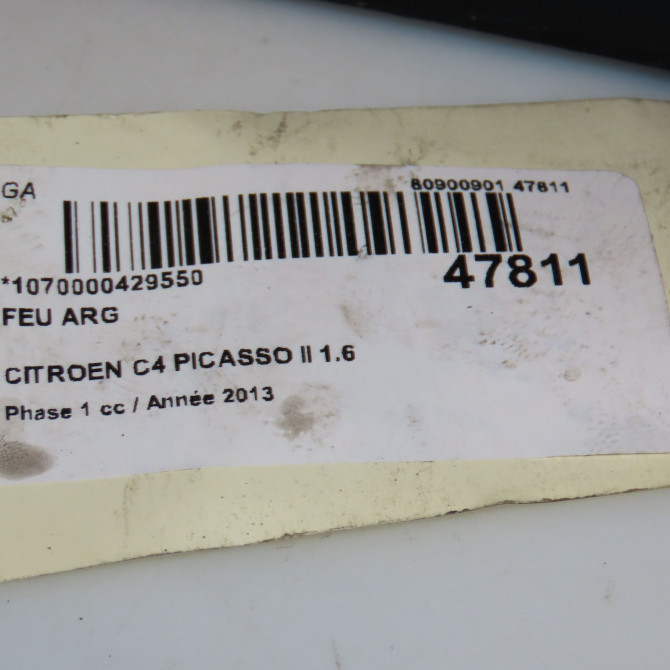 GA
80900901 47811
*1070000429550
47811
FEU ARG
CITROEN C4 PICASSO II 1.6
Phase 1 cc / Année 2013